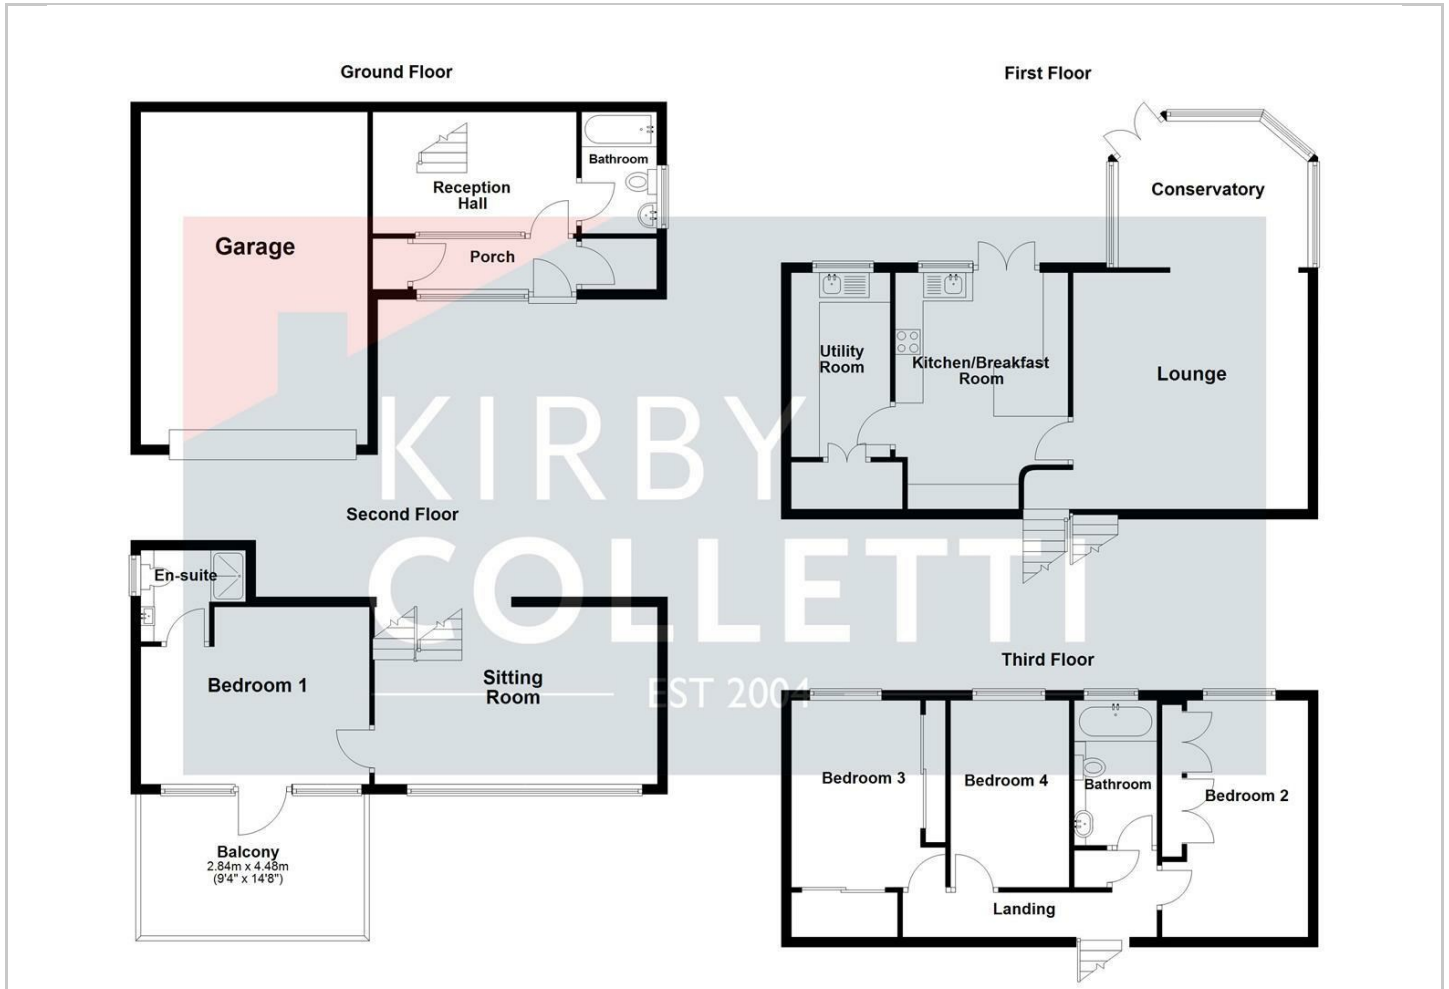 Ground Floor
Garage
Reception
Hall
Bathroom
Porch
First Floor
Conservatory
Utility
Room
Kitchen/Breakfast
Room
Lounge
KIRBY
COLLETTI
EST 2004
Second Floor
En-suite
Bedroom 1
Sitting
Room
Balcony
2.84m x 4.48m
(9'4" x 14'8")
Third Floor
Bedroom 3
Bedroom 4
Bathroom
Bedroom 2
Landing